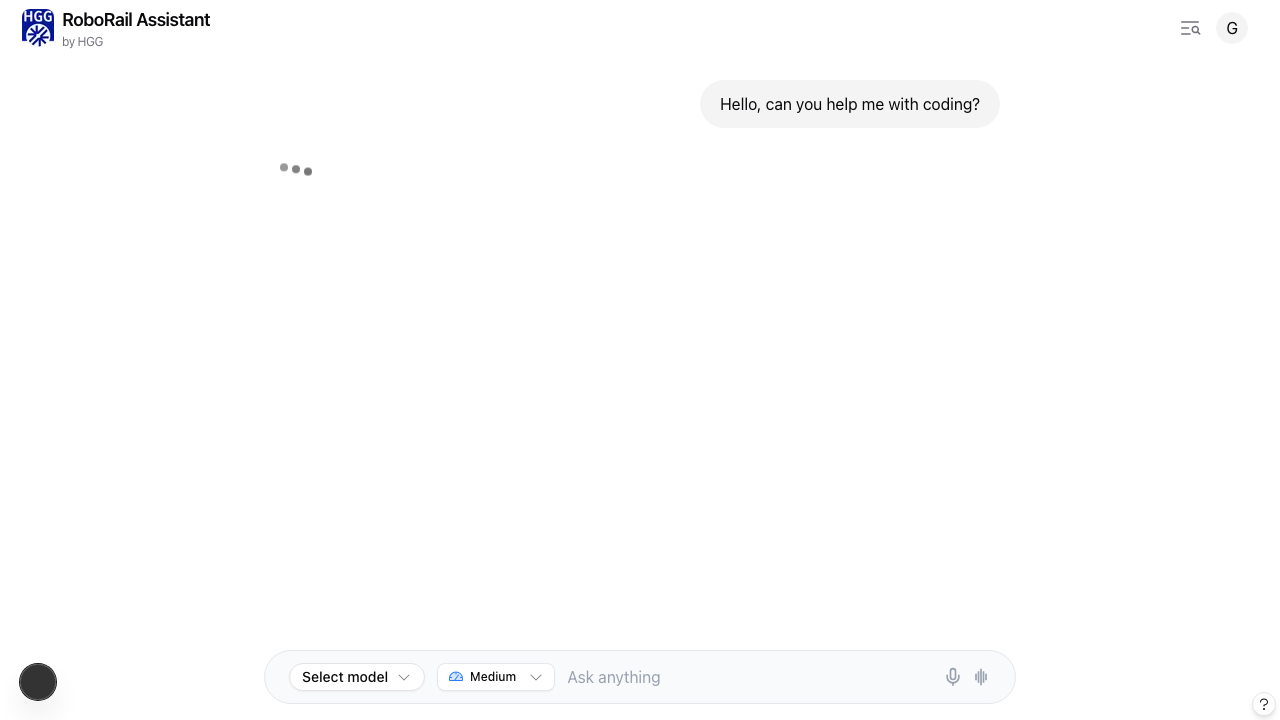 HGG
RoboRail Assistant
by HGG
G
Hello, can you help me with coding?
Select model
Medium
Ask anything
?